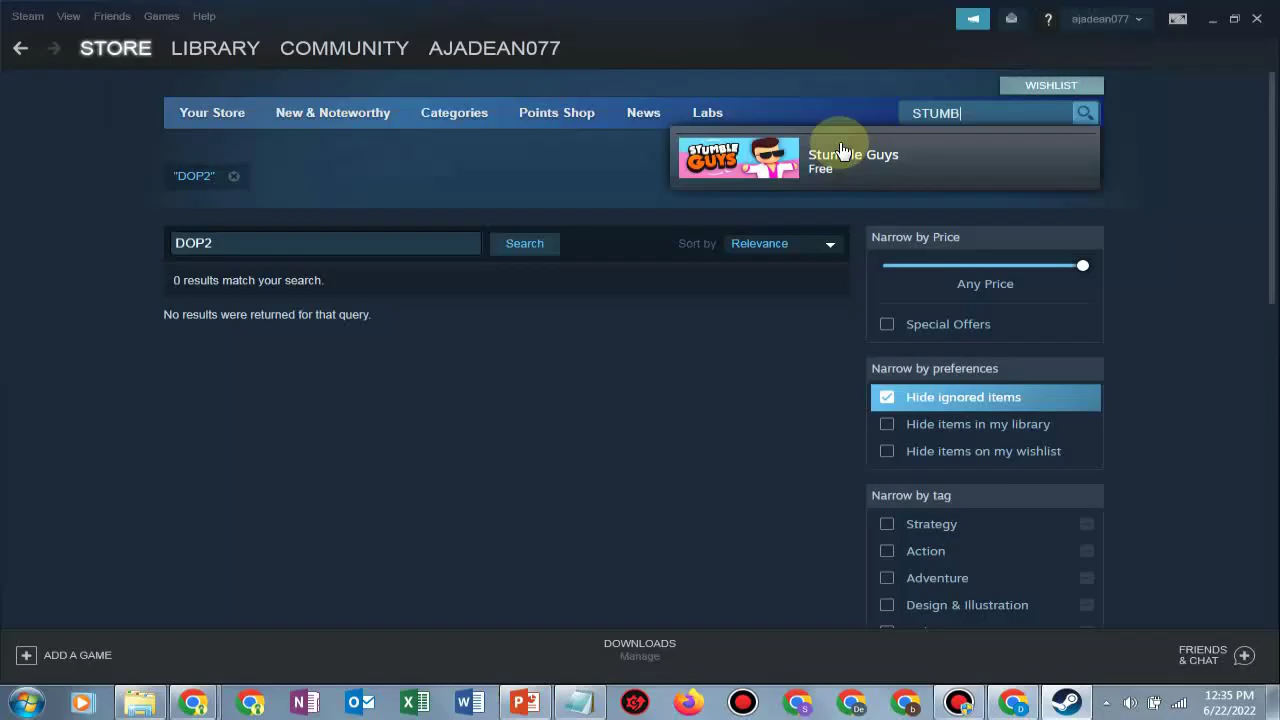 Steam View Friends Games Help
ajadean077
STORE LIBRARY COMMUNITY AJADEAN077
WISHLIST
Your Store New & Noteworthy Categories Points Shop News Labs
STUMB
STUMBLE GUYS
Stumble Guys
Free
"DOP2"
DOP2
Search
Sort by Relevance
0 results match your search.
No results were returned for that query.
Narrow by Price
Any Price
Special Offers
Narrow by preferences
Hide ignored items
Hide items in my library
Hide items on my wishlist
Narrow by tag
Strategy
Action
Adventure
Design & Illustration
ADD A GAME
DOWNLOADS
Manage
FRIENDS
& CHAT
12:35 PM
6/22/2022